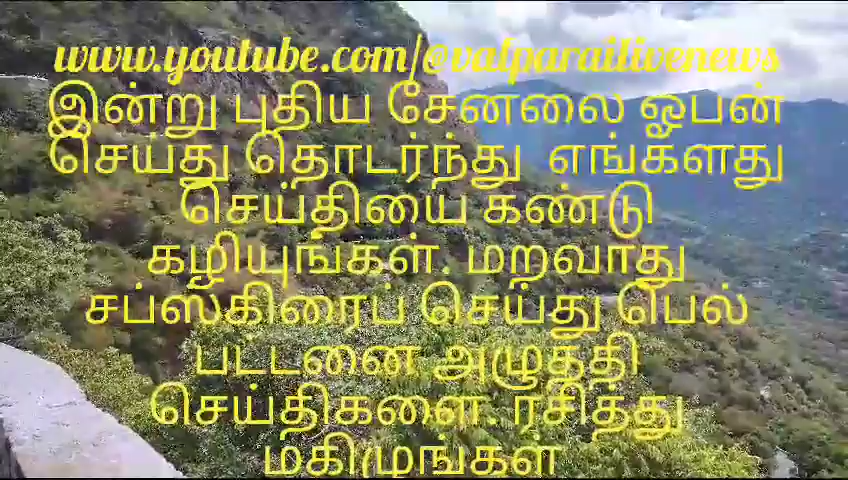 www.youtube.com/@valparailivenews
இன்று புதிய சேனலை ஓபன்
செய்து தொடர்ந்து எங்களது
செய்தியை கண்டு
கழியுங்கள். மறவாது
சப்ஸ்கிரைப் செய்து பெல்
பட்டனை அழுத்தி
செய்திகளை. ரசித்து
மகிமுங்கள்